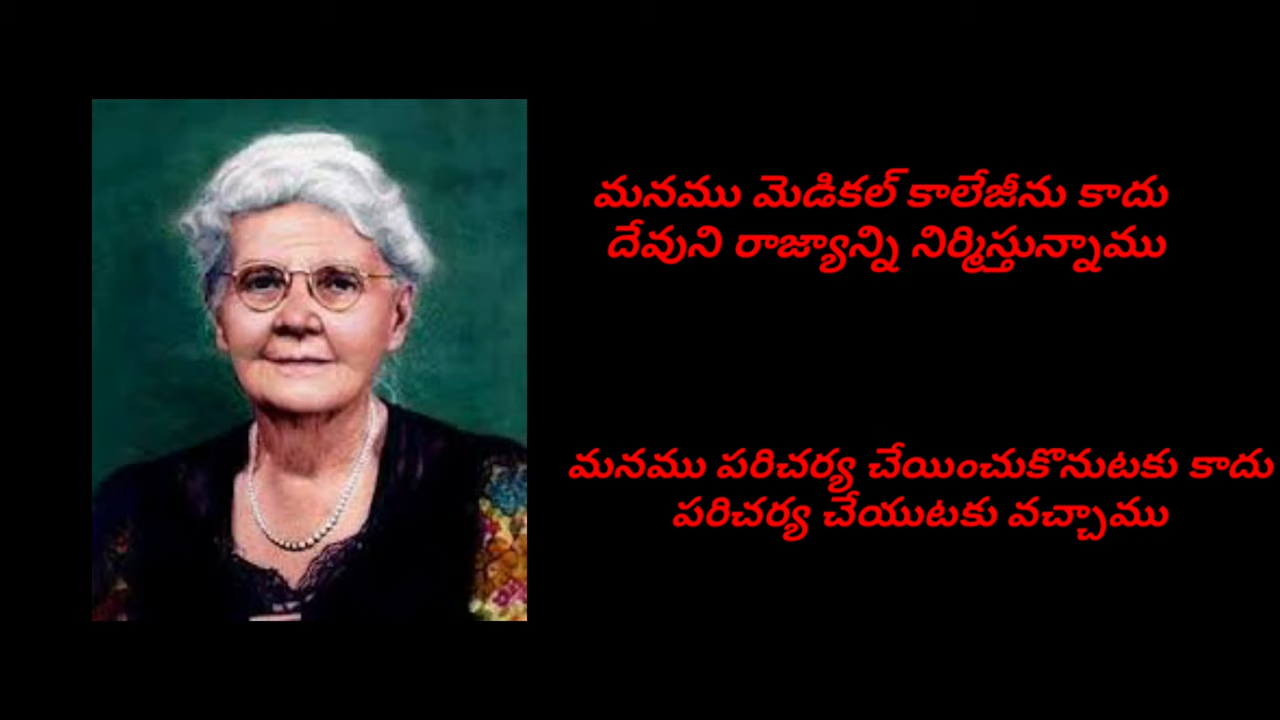 మనము మెడికల్ కాలేజీను కాదు
దేవుని రాజ్యాన్ని నిర్మిస్తున్నాము
మనము పరిచర్య చేయించుకొనుటకు కాదు
పరిచర్య చేయుటకు వచ్చాము